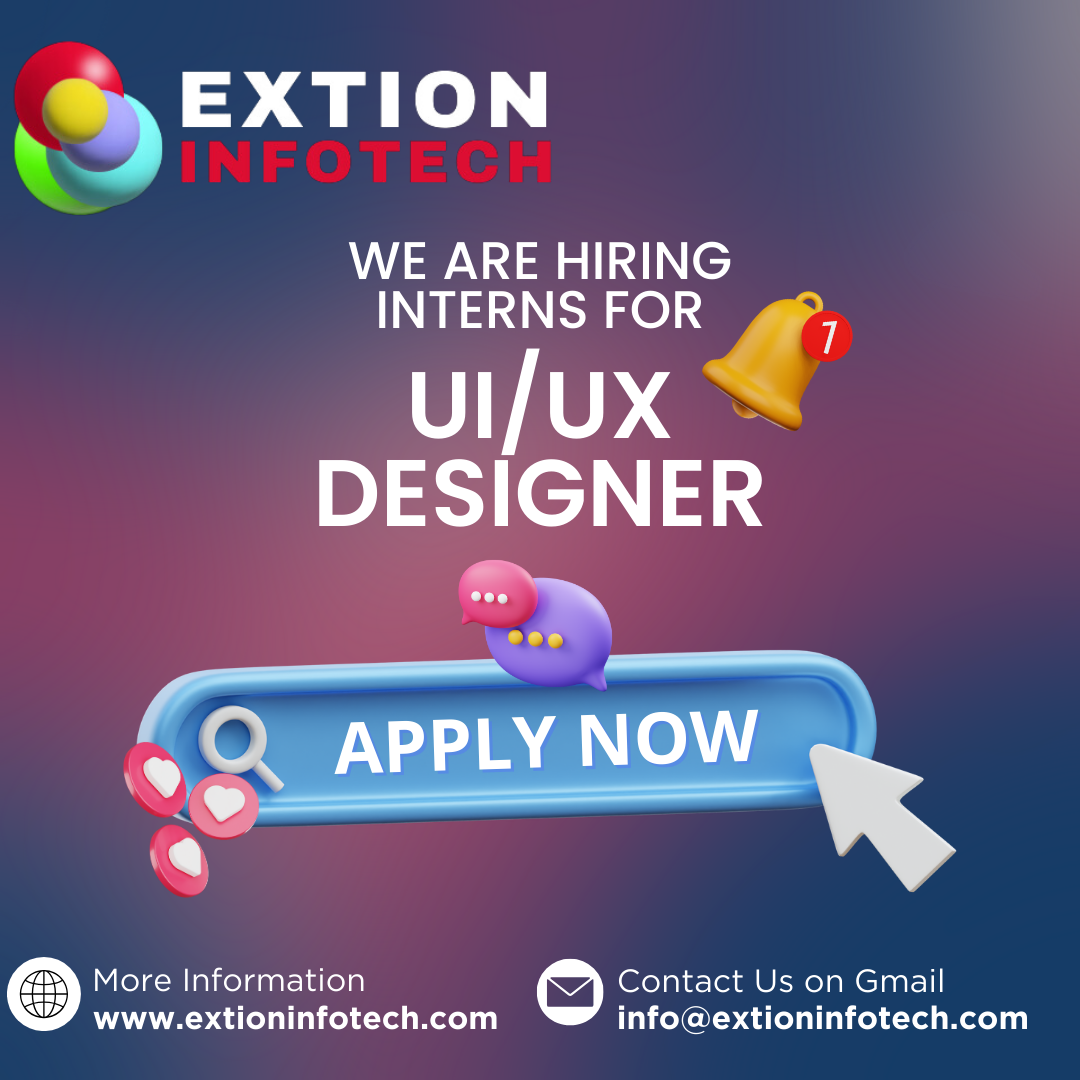 EXTION
INFOTECH
WE ARE HIRING
INTERNS FOR
UI/UX
DESIGNER
1
APPLY NOW
More Information
www.extioninfotech.com
Contact Us on Gmail
info@extioninfotech.com